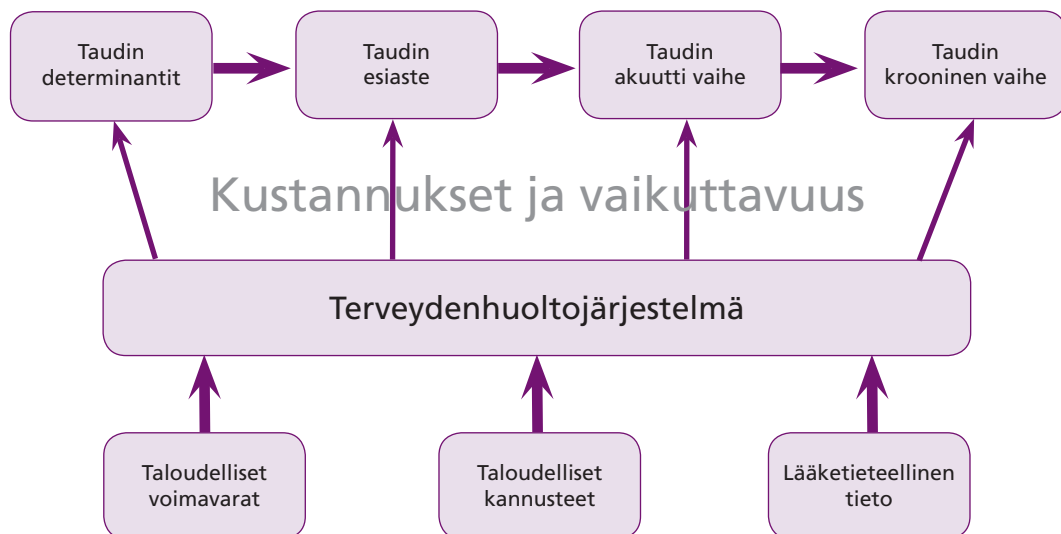 Taudin
determinantit
Taudin
esiaste
Taudin
akuutti vaihe
Taudin
krooninen vaihe
Kustannukset ja vaikuttavuus
Terveydenhuoltojärjestelmä
Taloudelliset
voimavarat
Taloudelliset
kannusteet
Lääketieteellinen
tieto